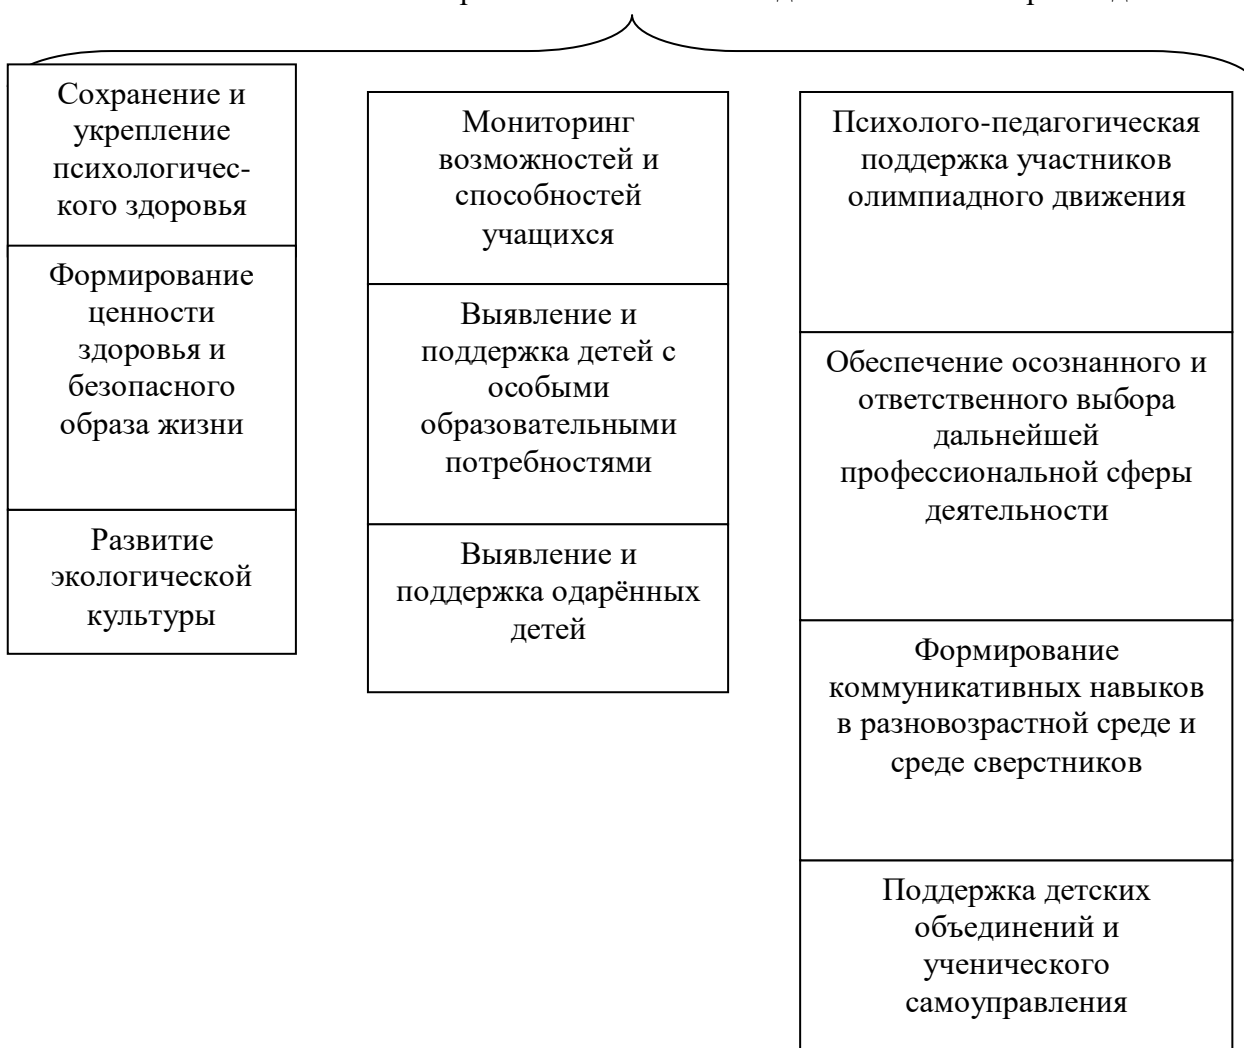 Сохранение и
укрепление
психологичес-
кого здоровья
Формирование
ценности
здоровья и
безопасного
образа жизни
Развитие
экологической
культуры
Мониторинг
возможностей и
способностей
учащихся
Выявление и
поддержка детей с
особыми
образовательными
потребностями
Выявление и
поддержка одарённых
детей
Психолого-педагогическая
поддержка участников
олимпиадного движения
Обеспечение осознанного и
ответственного выбора
дальнейшей
профессиональной сферы
деятельности
Формирование
коммуникативных навыков
в разновозрастной среде и
среде сверстников
Поддержка детских
объединений и
ученического
самоуправления